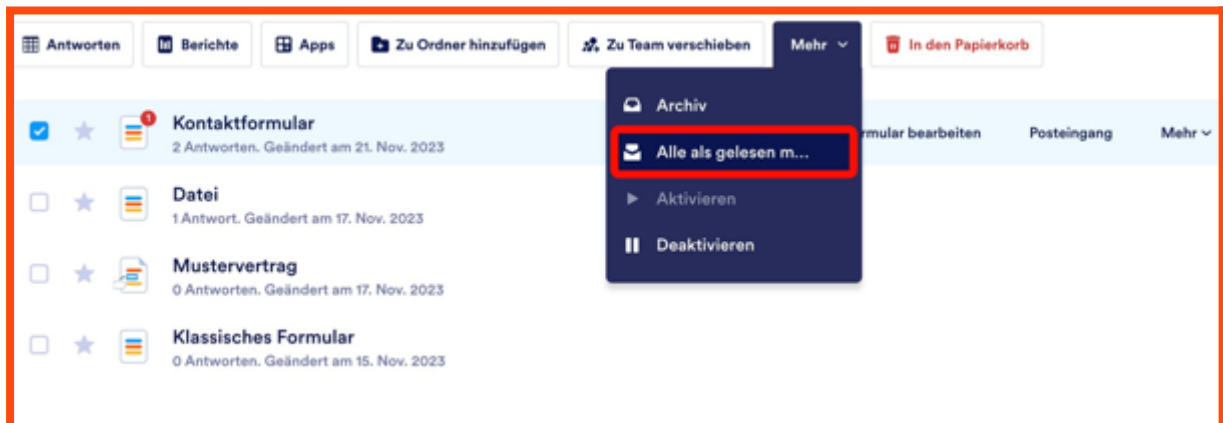 Antworten Berichte Apps Zu Ordner hinzufügen Zu Team verschieben Mehr In den Papierkorb
Archiv
Kontaktformular
2 Antworten. Geändert am 21. Nov. 2023
1
Alle als gelesen m...
rmular bearbeiten Posteingang Mehr
Datei
1 Antwort. Geändert am 17. Nov. 2023
Aktivieren
Deaktivieren
Mustervertrag
0 Antworten. Geändert am 17. Nov. 2023
Klassisches Formular
0 Antworten. Geändert am 15. Nov. 2023